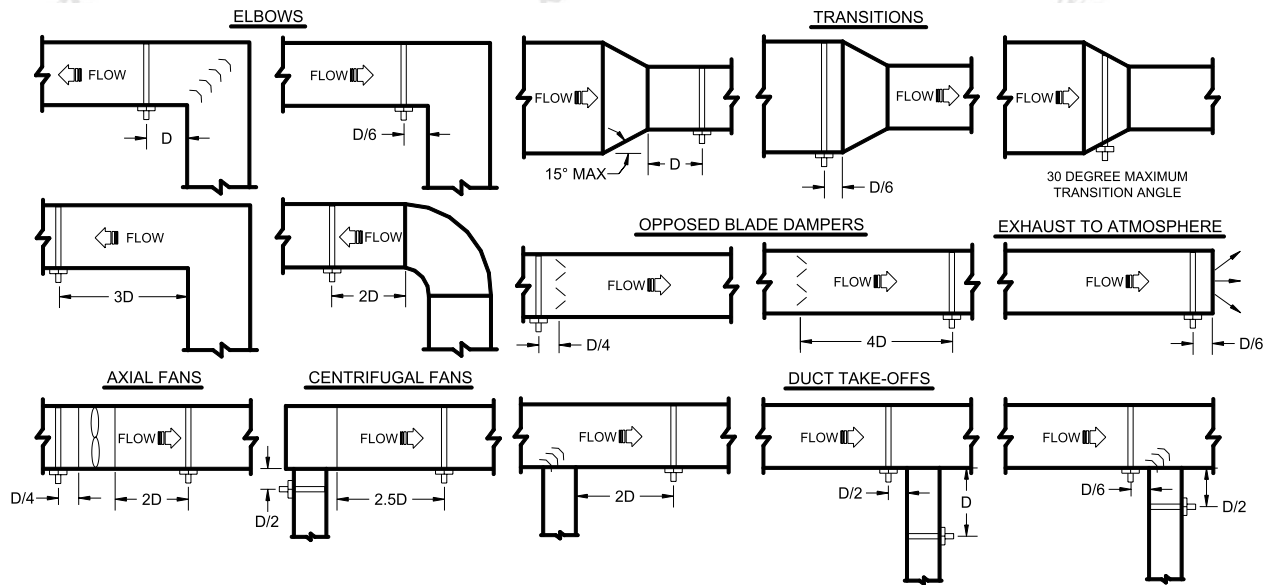 ELBOWS
TRANSITIONS
FLOW
FLOW
FLOW
FLOW
FLOW
D
D/6
15° MAX
D
D/6
30 DEGREE MAXIMUM
TRANSITION ANGLE
OPPOSED BLADE DAMPERS
EXHAUST TO ATMOSPHERE
FLOW
FLOW
FLOW
FLOW
FLOW
3D
2D
D/4
4D
D/6
AXIAL FANS
CENTRIFUGAL FANS
DUCT TAKE-OFFS
FLOW
FLOW
FLOW
FLOW
FLOW
D/4
2D
D/2
2.5D
2D
D/2
D
D/6
D/2